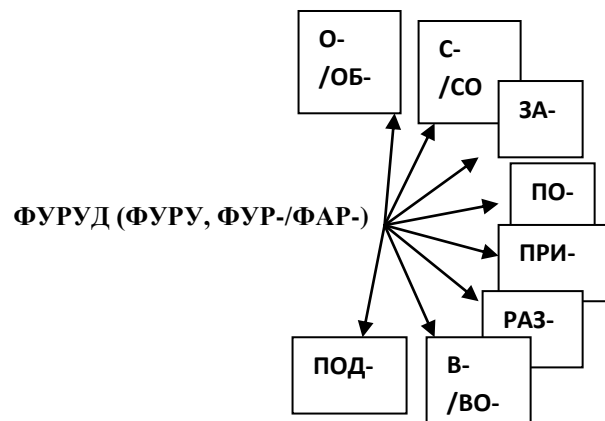 О-
/ОБ-
С-
/СО
ЗА-
ФУРУД (ФУРУ, ФУР-/ФАР-)
ПО-
ПРИ-
РАЗ-
ПОД-
В-
/ВО-